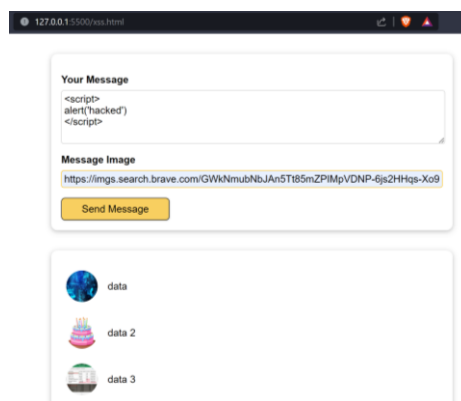 127.0.0.1:5500/xss.html
Your Message
<script>
alert('hacked')
</script>
Message Image
https://imgs.search.brave.com/GWkNmubNbJAn5Tt85mZPIMpVDNP-6js2HHqs-Xo9
Send Message
data
data 2
data 3